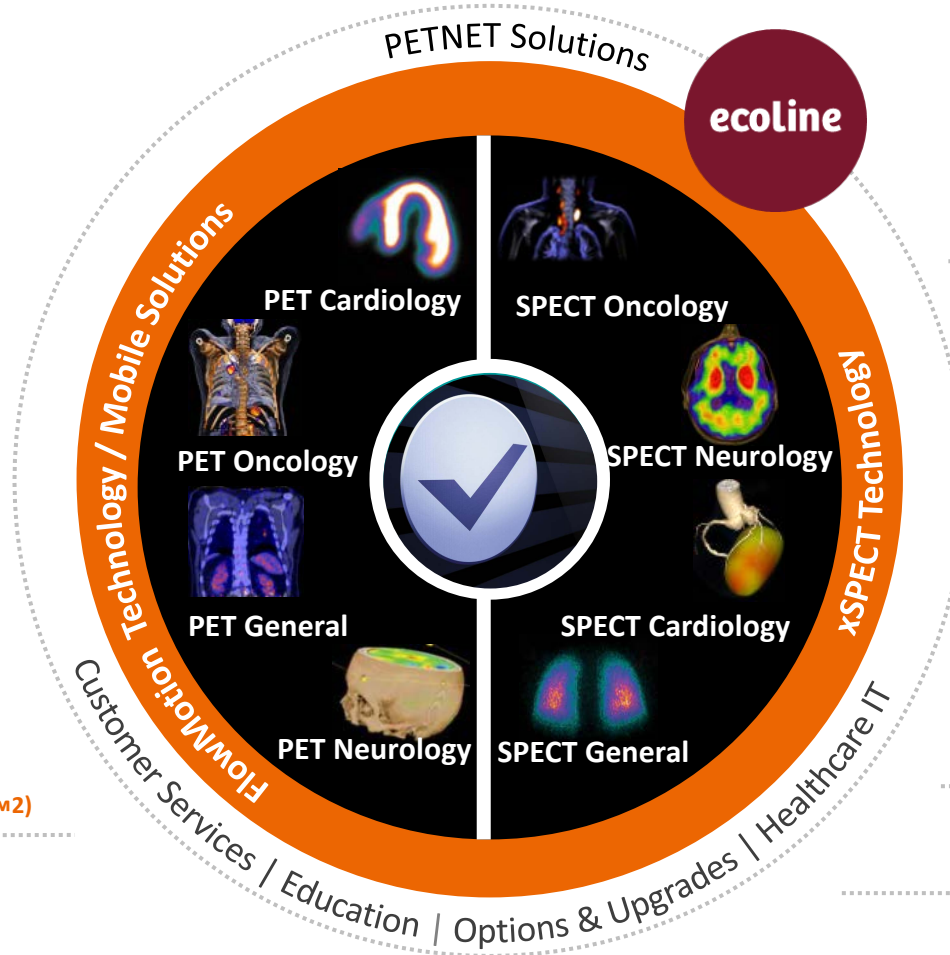 PETNET Solutions
ecoline
FlowMotion Technology / Mobile Solutions
xSPECT Technology
PET Cardiology
SPECT Oncology
PET Oncology
SPECT Neurology
PET General
SPECT Cardiology
PET Neurology
SPECT General
м2)
Customer Services | Education | Options & Upgrades | Healthcare IT